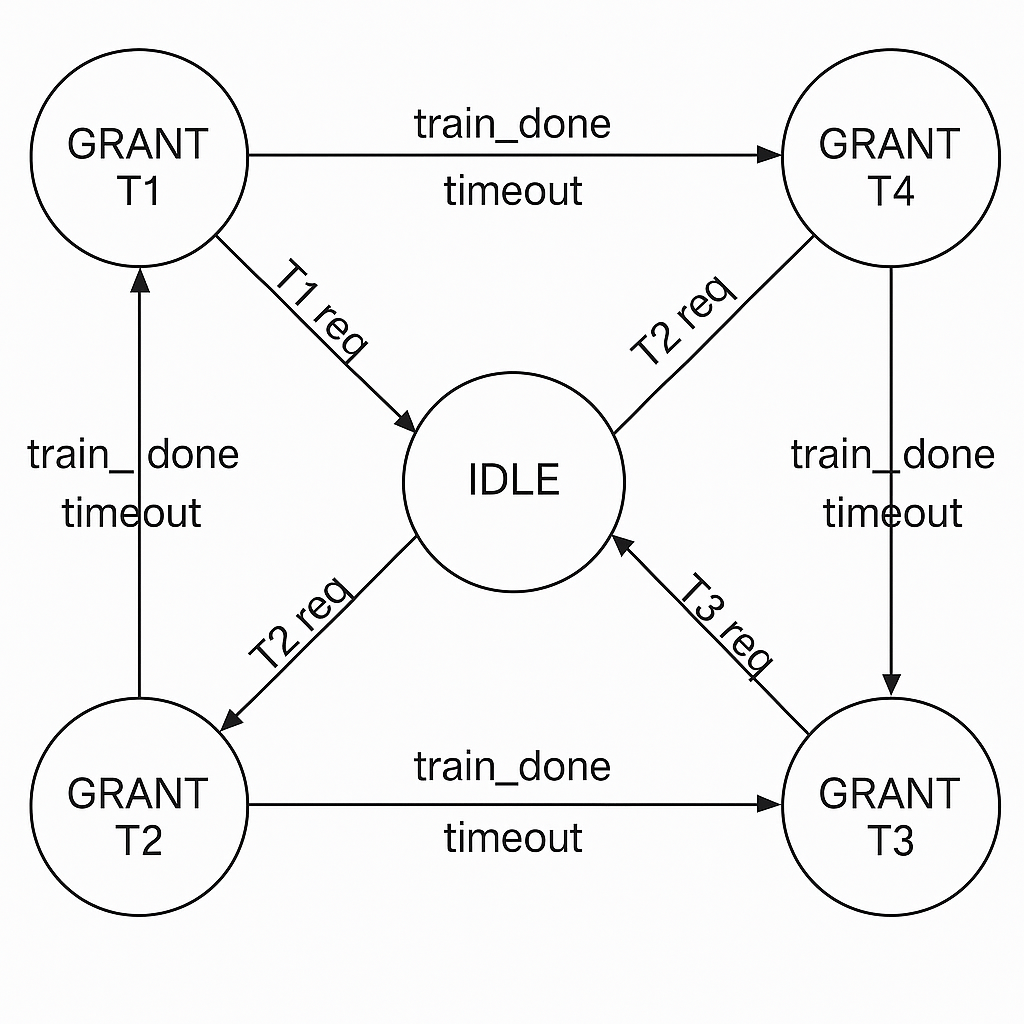 GRANT
T1
train_done
timeout
GRANT
T4
T1 req
T2 req
train_ done
timeout
IDLE
train_done
timeout
T2 req
T3 req
GRANT
T2
train_done
timeout
GRANT
T3